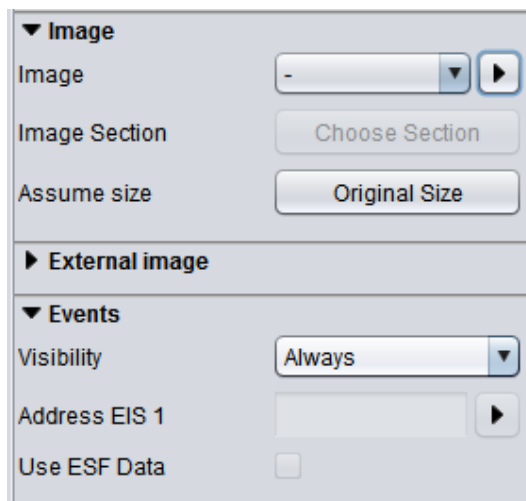 Image
Image -
Image Section Choose Section
Assume size Original Size
External image
Events
Visibility Always
Address EIS 1
Use ESF Data